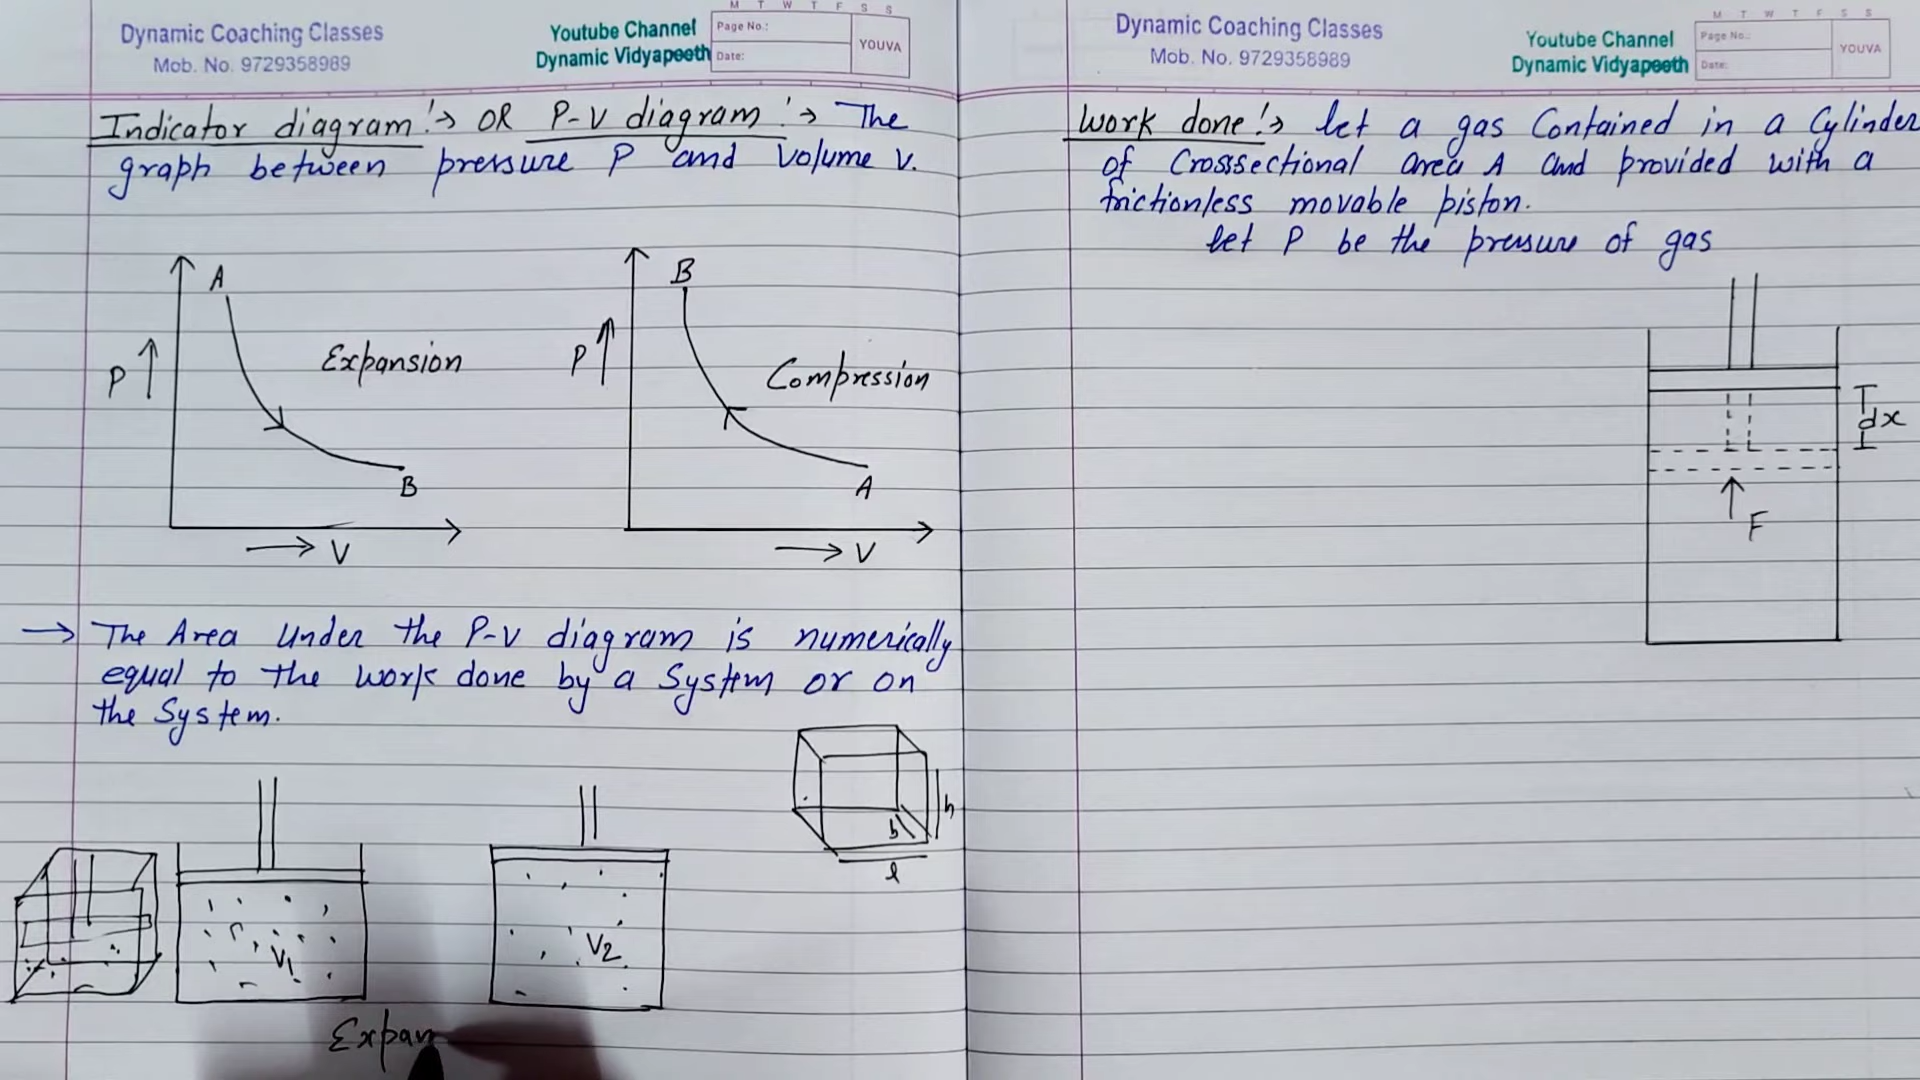 Dynamic Coaching Classes
Mob. No. 9729358989
Youtube Channel
Dynamic Vidyapeeth
M T W T F S S
Page No.:
Date:
YOUVA
Indicator diagram :→ OR P-V diagram :→ The
graph between pressure P and Volume V.
A
P
Expansion
B
V
B
P
Compression
A
V
→ The Area Under the P-V diagram is numerically
equal to the work done by a System or on
the System.
h
b
l
V1
V2
Expan
Dynamic Coaching Classes
Mob. No. 9729358989
Youtube Channel
Dynamic Vidyapeeth
M T W T F S S
Page No.:
Date:
YOUVA
Work done :→ let a gas Contained in a Cylinder
of Crosssectional area A and provided with a
frictionless movable piston.
let P be the pressure of gas
dx
F